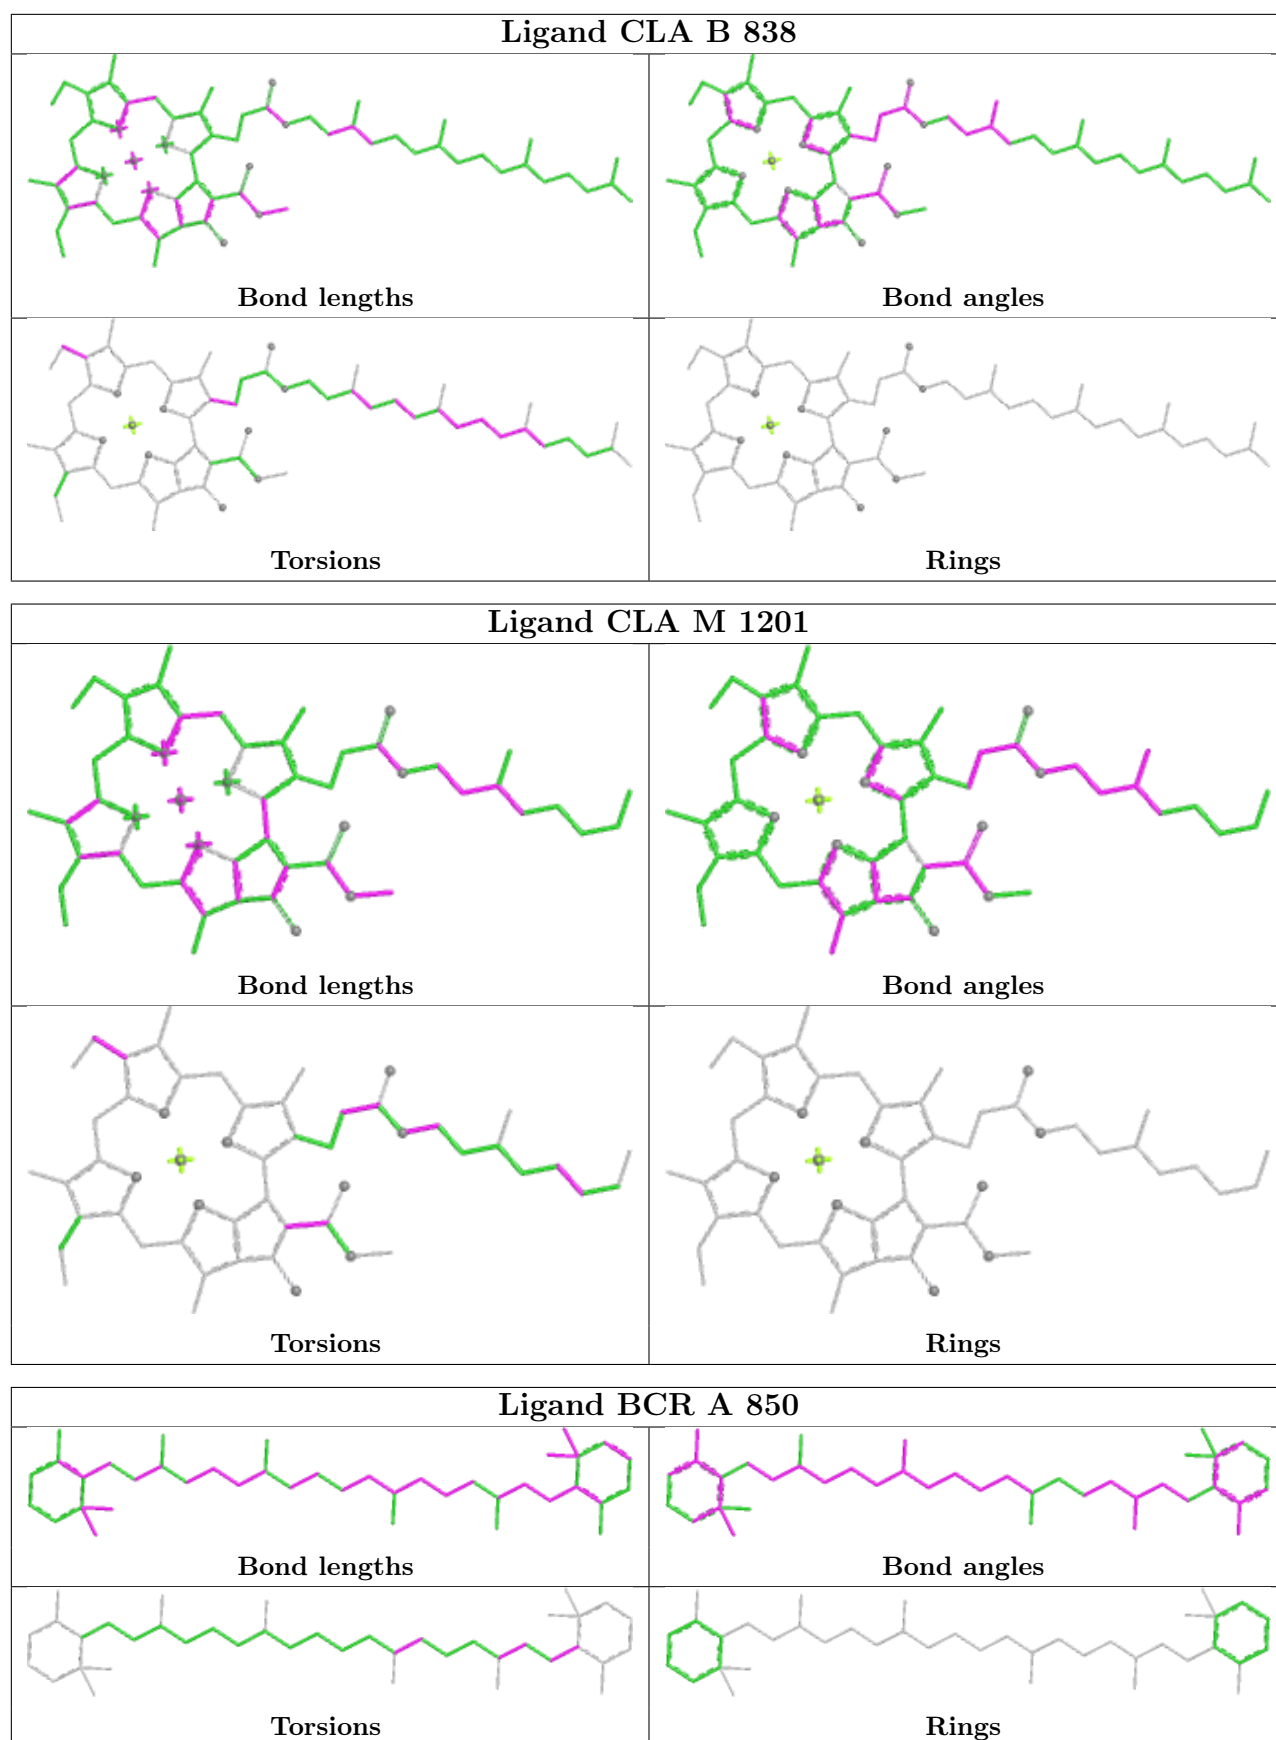 Ligand CLA B 838
Bond lengths
Bond angles
Torsions
Rings
Ligand CLA M 1201
Bond lengths
Bond angles
Torsions
Rings
Ligand BCR A 850
Bond lengths
Bond angles
Torsions
Rings